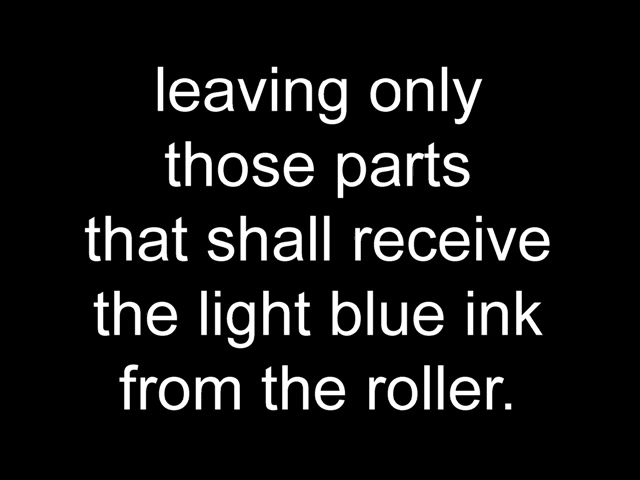 leaving only
those parts
that shall receive
the light blue ink
from the roller.